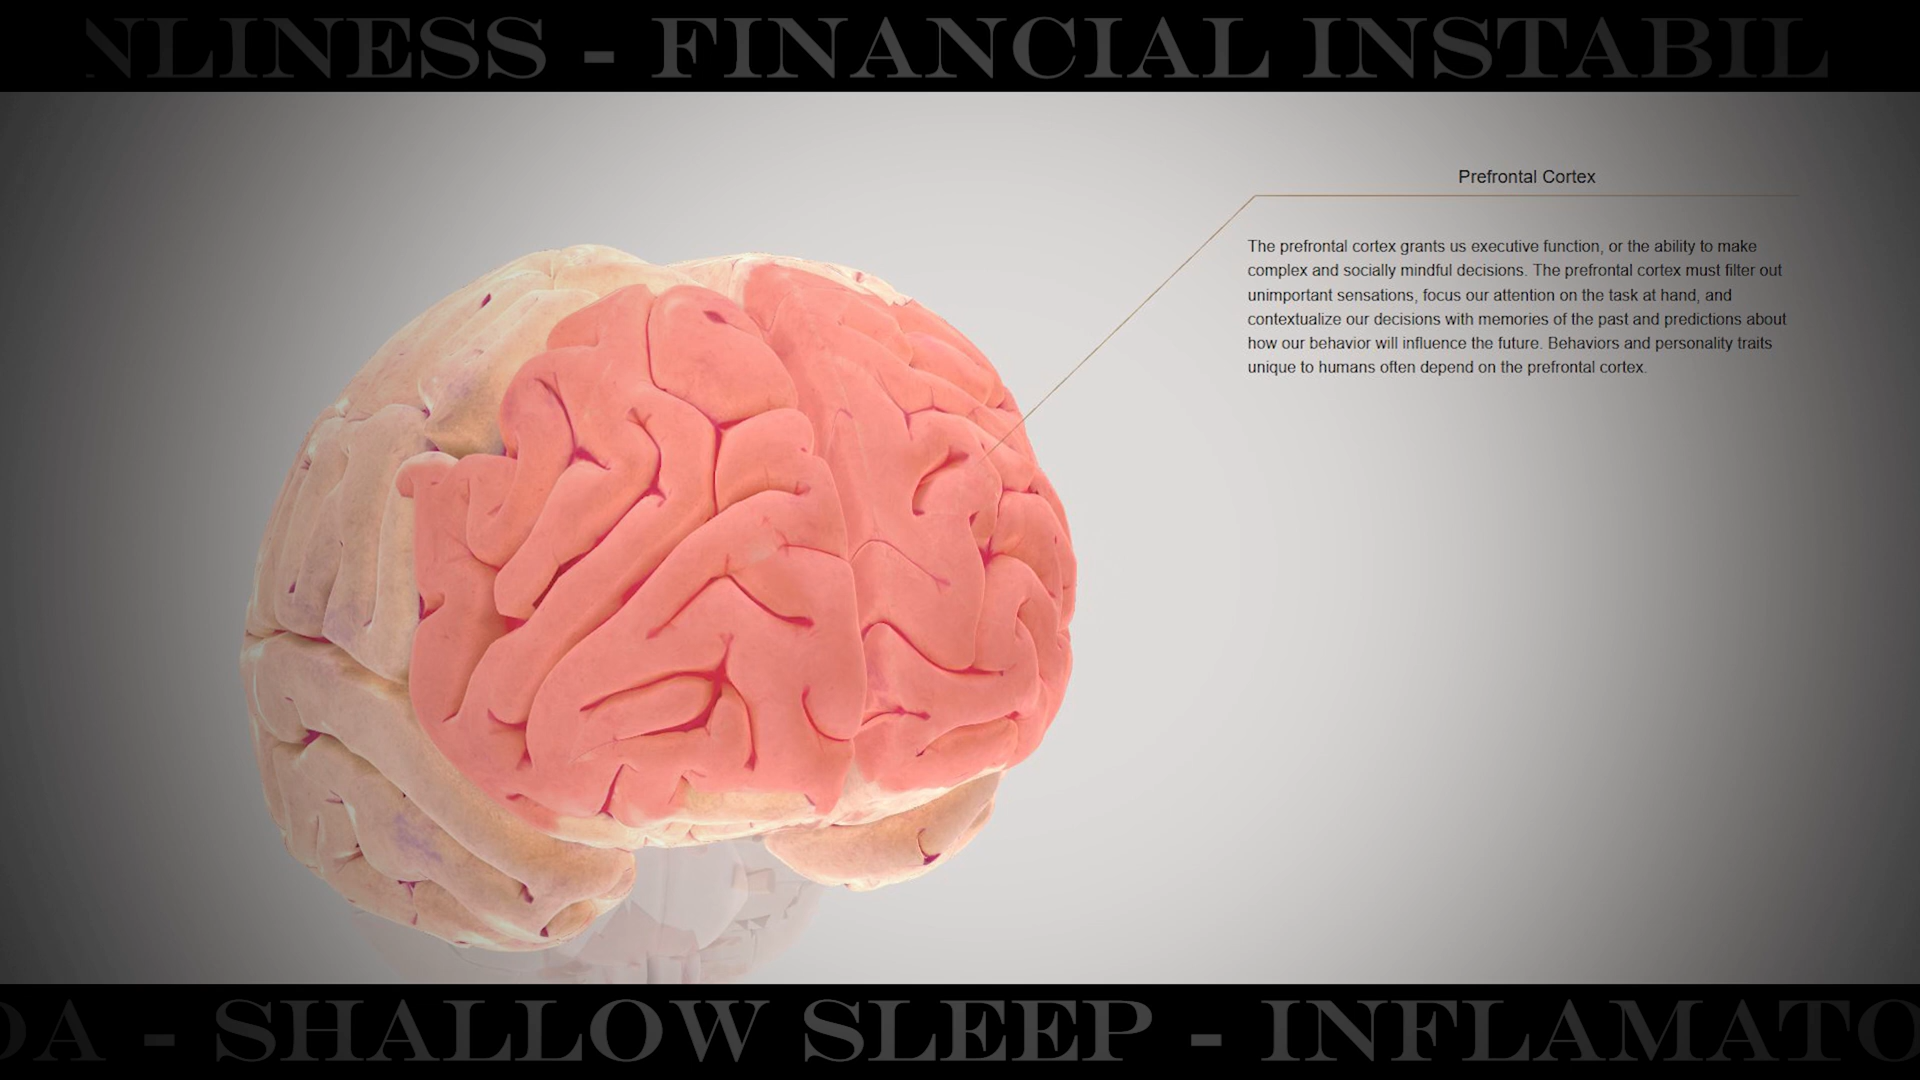 NLINESS - FINANCIAL INSTABIL
Prefrontal Cortex
The prefrontal cortex grants us executive function, or the ability to make
complex and socially mindful decisions. The prefrontal cortex must filter out
unimportant sensations, focus our attention on the task at hand, and
contextualize our decisions with memories of the past and predictions about
how our behavior will influence the future. Behaviors and personality traits
unique to humans often depend on the prefrontal cortex.
DA - SHALLOW SLEEP - INFLAMATO